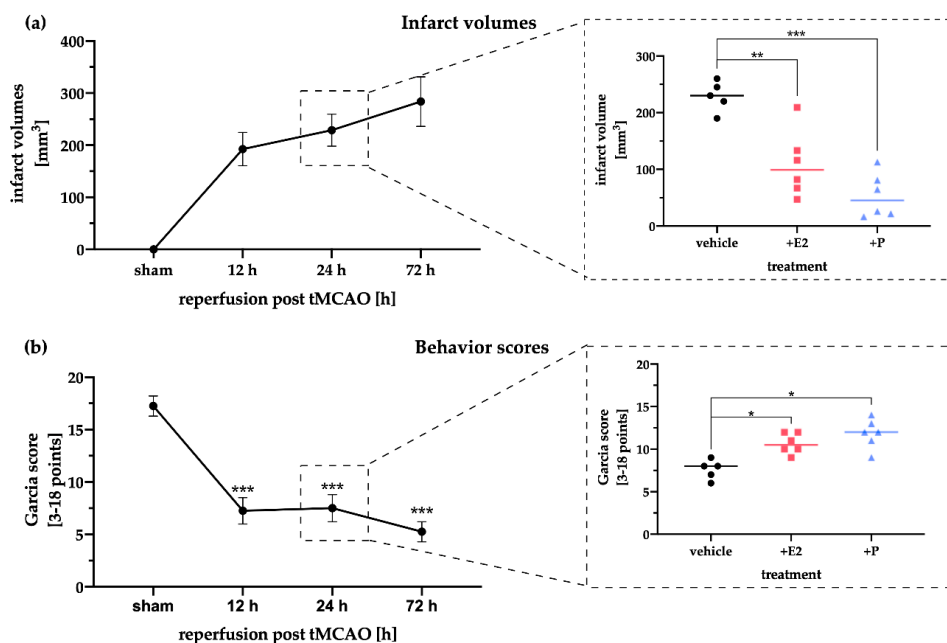 (a)
Infarct volumes
infarct volumes
[mm³]
400
300
200
100
0
sham
12 h
24 h
72 h
reperfusion post tMCAO [h]
infarct volume
[mm³]
300
200
100
0
***
**
vehicle
+E2
+P
treatment
(b)
Behavior scores
Garcia score
[3-18 points]
20
15
10
5
0
***
***
***
sham
12 h
24 h
72 h
reperfusion post tMCAO [h]
Garcia score
[3-18 points]
20
15
10
5
0
*
*
vehicle
+E2
+P
treatment